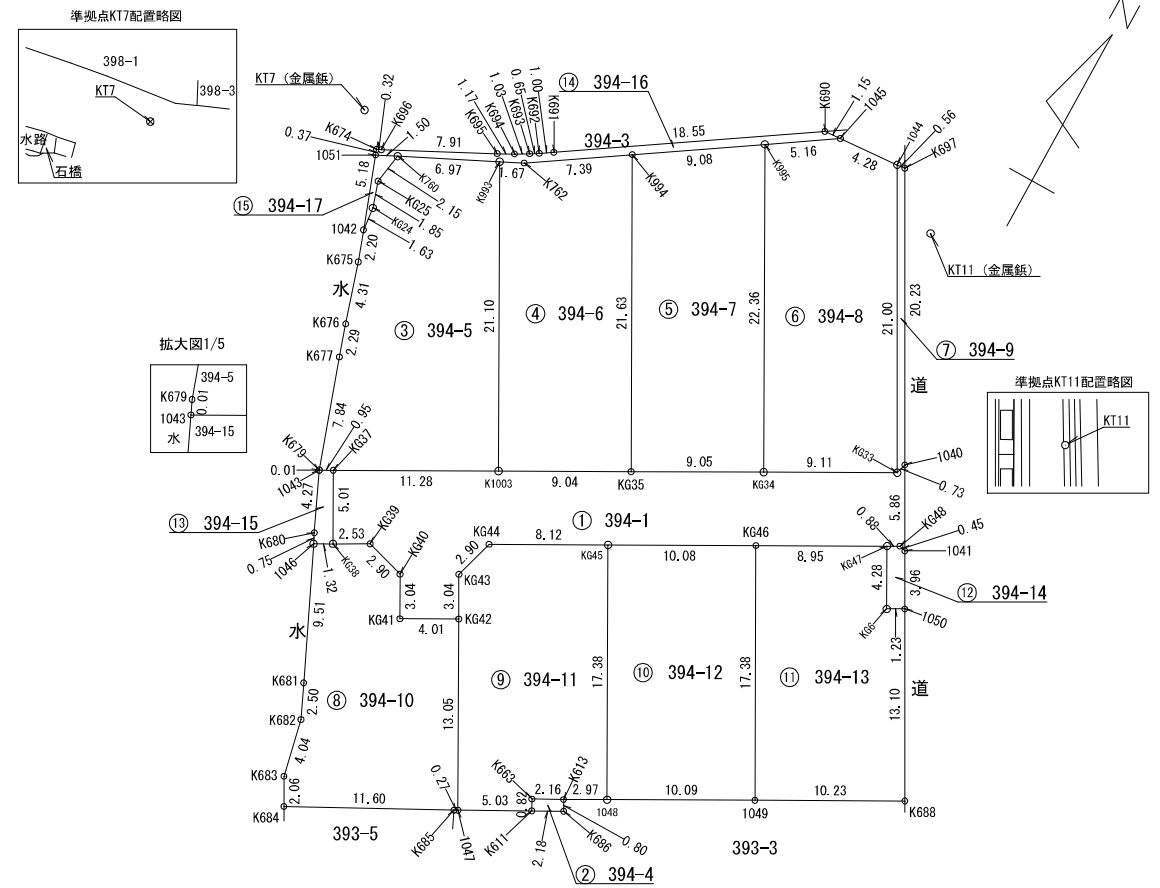 準拠点KT7配置略図
398-1
398-3
KT7
水路
石橋
N
KT7 (金属鋲)
0.32
K696
1.50
K674
0.37
1051
7.91
1.17
K695
1.03
K694
0.65
K693
1.00
K692
K691
⑭ 394-16
394-3
18.55
K690
1.15
1045
4.28
1044
0.56
K697
5.18
6.97
K760
K993
1.67
K762
7.39
K994
9.08
K995
5.16
⑮ 394-17
KG25
2.15
1.85
KG24
1.63
1042
2.20
K675
水
4.31
K676
2.29
K677
7.84
0.95
KG37
K679
KT11 (金属鋲)
③ 394-5
21.10
④ 394-6
21.63
⑤ 394-7
22.36
⑥ 394-8
21.00
20.23
⑦ 394-9
道
拡大図1/5
394-5
K679
0.01
1043
水
394-15
準拠点KT11配置略図
KT11
0.01
1043
4.27
5.01
11.28
K1003
9.04
KG35
9.05
KG34
9.11
KG33
1040
0.73
5.86
⑬ 394-15
K680
0.75
1046
1.32
KG38
2.53
KG39
2.90
KG40
3.04
KG41
4.01
KG42
3.04
KG43
2.90
KG44
① 394-1
8.12
KG45
10.08
KG46
8.95
0.88
KG47
KG48
0.45
1041
4.28
3.96
⑫ 394-14
KG6
1.23
1050
9.51
水
K681
2.50
K682
4.04
K683
2.06
K684
⑧ 394-10
13.05
⑨ 394-11
17.38
⑩ 394-12
17.38
⑪ 394-13
13.10
道
11.60
0.27
K685
1047
5.03
K663
0.82
K611
2.16
K613
2.97
2.18
K686
0.80
1048
10.09
1049
10.23
K688
393-5
393-3
② 394-4